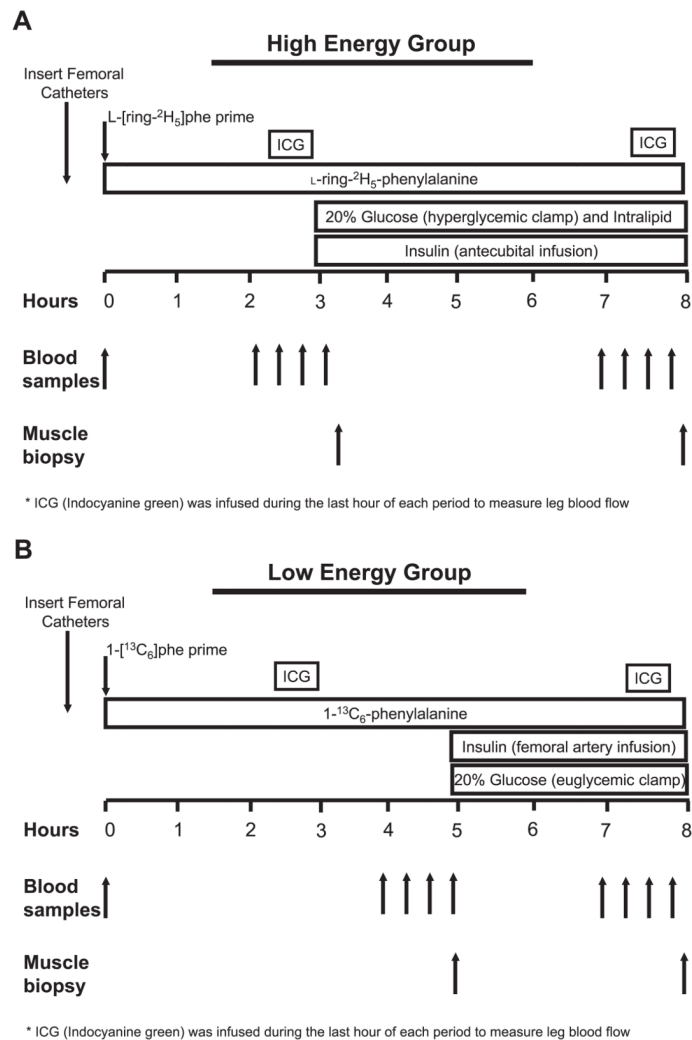 A
High Energy Group
Insert Femoral
Catheters
L-[ring-²H₅]phe prime
ICG
ICG
L-ring-²H₅-phenylalanine
20% Glucose (hyperglycemic clamp) and Intralipid
Insulin (antecubital infusion)
Hours 0 1 2 3 4 5 6 7 8
Blood
samples
Muscle
biopsy
* ICG (Indocyanine green) was infused during the last hour of each period to measure leg blood flow
B
Low Energy Group
Insert Femoral
Catheters
1-[¹³C₆]phe prime
ICG
ICG
1-¹³C₆-phenylalanine
Insulin (femoral artery infusion)
20% Glucose (euglycemic clamp)
Hours 0 1 2 3 4 5 6 7 8
Blood
samples
Muscle
biopsy
* ICG (Indocyanine green) was infused during the last hour of each period to measure leg blood flow